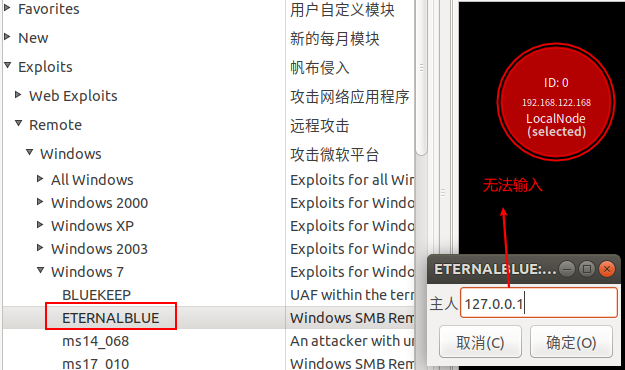 Favorites 用户自定义模块
New 新的每月模块
Exploits 帆布侵入
Web Exploits 攻击网络应用程序
Remote 远程攻击
Windows 攻击微软平台
All Windows Exploits for all Win
Windows 2000 Exploits for Windo
Windows XP Exploits for Windo
Windows 2003 Exploits for Windo
Windows 7 Exploits for Windo
BLUEKEEP UAF within the term
ETERNALBLUE Windows SMB Rem
ms14_068 An attacker with un
ms17_010 Windows SMB Rem
ID: 0
192.168.122.168
LocalNode
(selected)
无法输入
ETERNALBLUE:...
主人 127.0.0.1
取消(C) 确定(O)